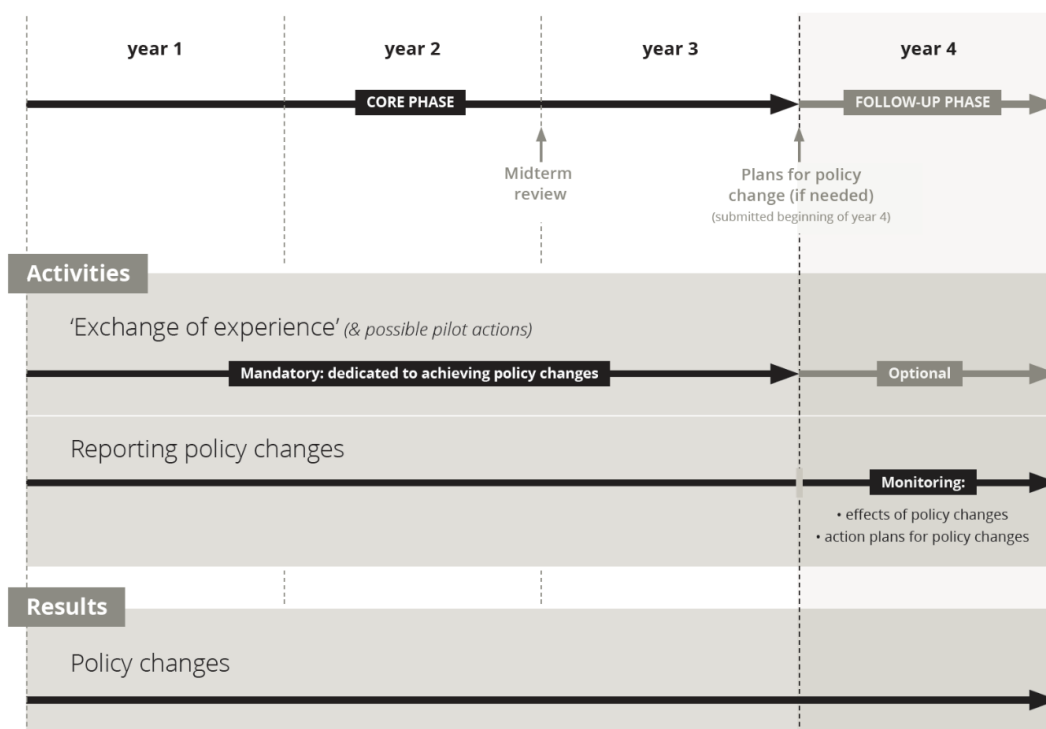 year 1
year 2
year 3
year 4
CORE PHASE
FOLLOW-UP PHASE
Midterm
review
Plans for policy
change (if needed)
(submitted beginning of year 4)
Activities
‘Exchange of experience’ (& possible pilot actions)
Mandatory: dedicated to achieving policy changes
Optional
Reporting policy changes
Monitoring:
• effects of policy changes
• action plans for policy changes
Results
Policy changes